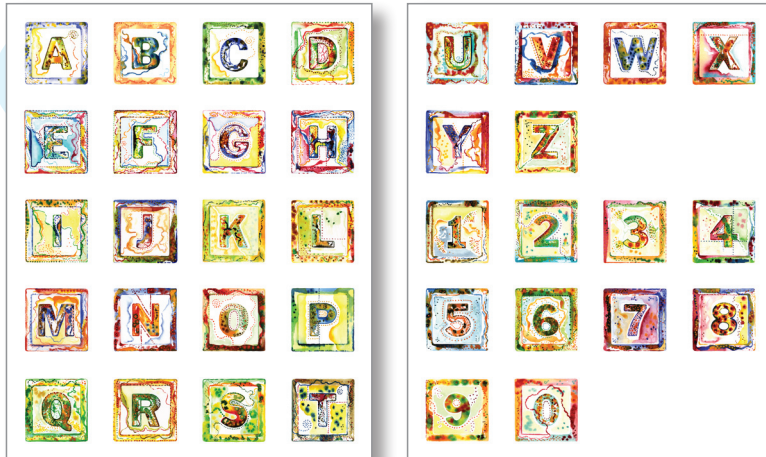 A B C D
E F G H
I J K L
M N O P
Q R S T
U V W X
Y Z
1 2 3 4
5 6 7 8
9 0